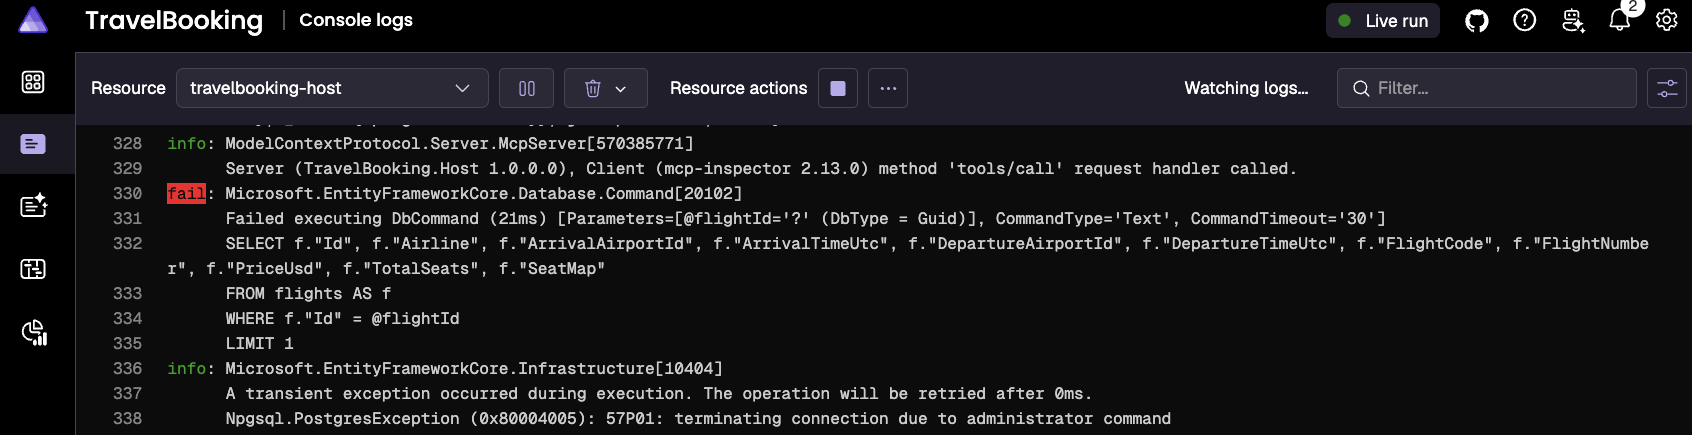 TravelBooking
Console logs
Live run
2
Resource
travelbooking-host
Resource actions
Watching logs...
Filter...
328 info: ModelContextProtocol.Server.McpServer[570385771]
329 Server (TravelBooking.Host 1.0.0.0), Client (mcp-inspector 2.13.0) method 'tools/call' request handler called.
330 fail: Microsoft.EntityFrameworkCore.Database.Command[20102]
331 Failed executing DbCommand (21ms) [Parameters=[@flightId='?' (DbType = Guid)], CommandType='Text', CommandTimeout='30']
332 SELECT f."Id", f."Airline", f."ArrivalAirportId", f."ArrivalTimeUtc", f."DepartureAirportId", f."DepartureTimeUtc", f."FlightCode", f."FlightNumbe
r", f."PriceUsd", f."TotalSeats", f."SeatMap"
333 FROM flights AS f
334 WHERE f."Id" = @flightId
335 LIMIT 1
336 info: Microsoft.EntityFrameworkCore.Infrastructure[10404]
337 A transient exception occurred during execution. The operation will be retried after 0ms.
338 Npgsql.PostgresException (0x80004005): 57P01: terminating connection due to administrator command